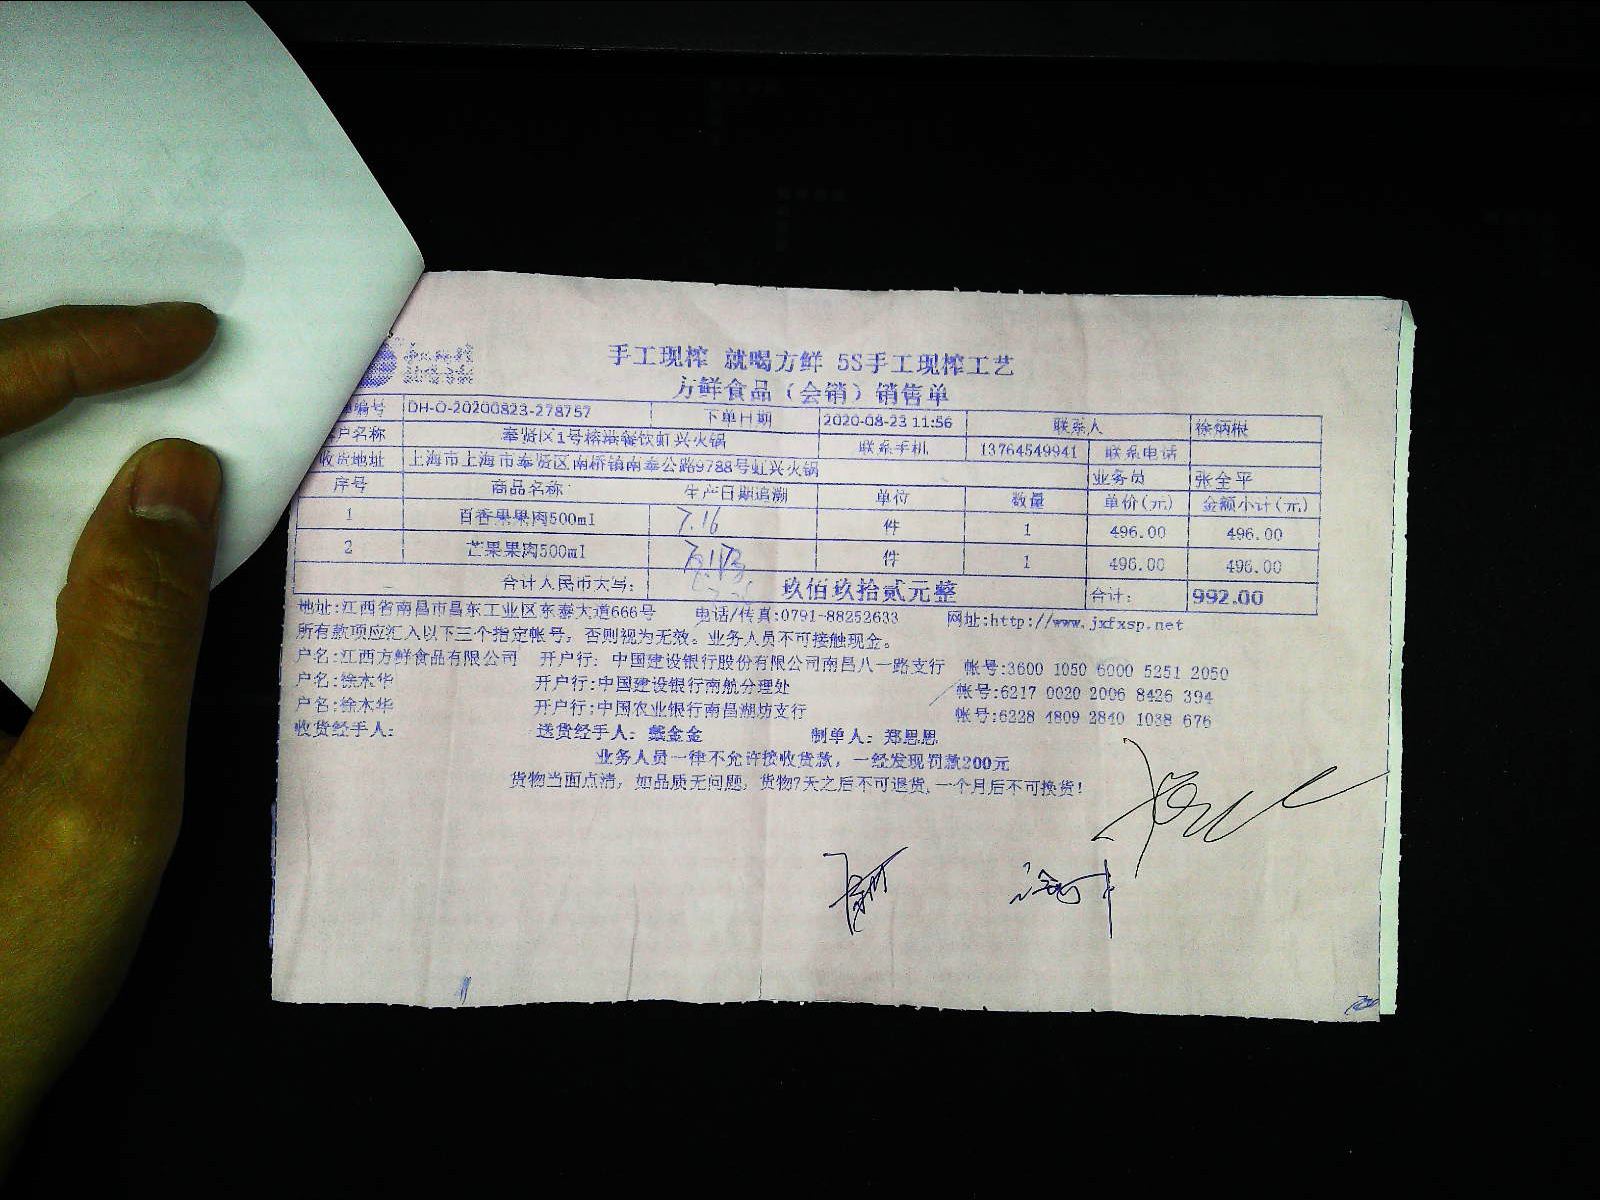 手工现榨 就喝方鲜 5S手工现榨工艺
方鲜食品（会销）销售单
编号 DH-O-20200823-278757 下单日期 2020-08-23 11:56 联系人 徐炳根
户名称 奉贤区1号 餐饮虹兴火锅 联系手机 13764549941 联系电话
收货地址 上海市上海市奉贤区南桥镇南奉公路9788号虹兴火锅 业务员 张全平
序号 商品名称 生产日期追溯 单位 数量 单价(元) 金额小计(元)
1 百香果果肉500ml 7.16 件 1 496.00 496.00
2 芒果果肉500ml 件 1 496.00 496.00
合计人民币大写: 玖佰玖拾贰元整 合计: 992.00
地址:江西省南昌市昌东工业区东泰大道666号 电话/传真:0791-88252633 网址:http://www.jxfxsp.net
所有款项应汇入以下三个指定帐号，否则视为无效。业务人员不可接触现金。
户名:江西方鲜食品有限公司 开户行: 中国建设银行股份有限公司南昌八一路支行 帐号:3600 1050 6000 5251 2050
户名:徐木华 开户行:中国建设银行南航分理处 帐号:6217 0020 2006 8426 394
户名:徐木华 开户行:中国农业银行南昌湖坊支行 帐号:6228 4809 2840 1038 676
收货经手人: 送货经手人: 金金 制单人: 郑思思
业务人员一律不允许接收货款，一经发现罚款200元
货物当面点清，如品质无问题，货物7天之后不可退货,一个月后不可换货!